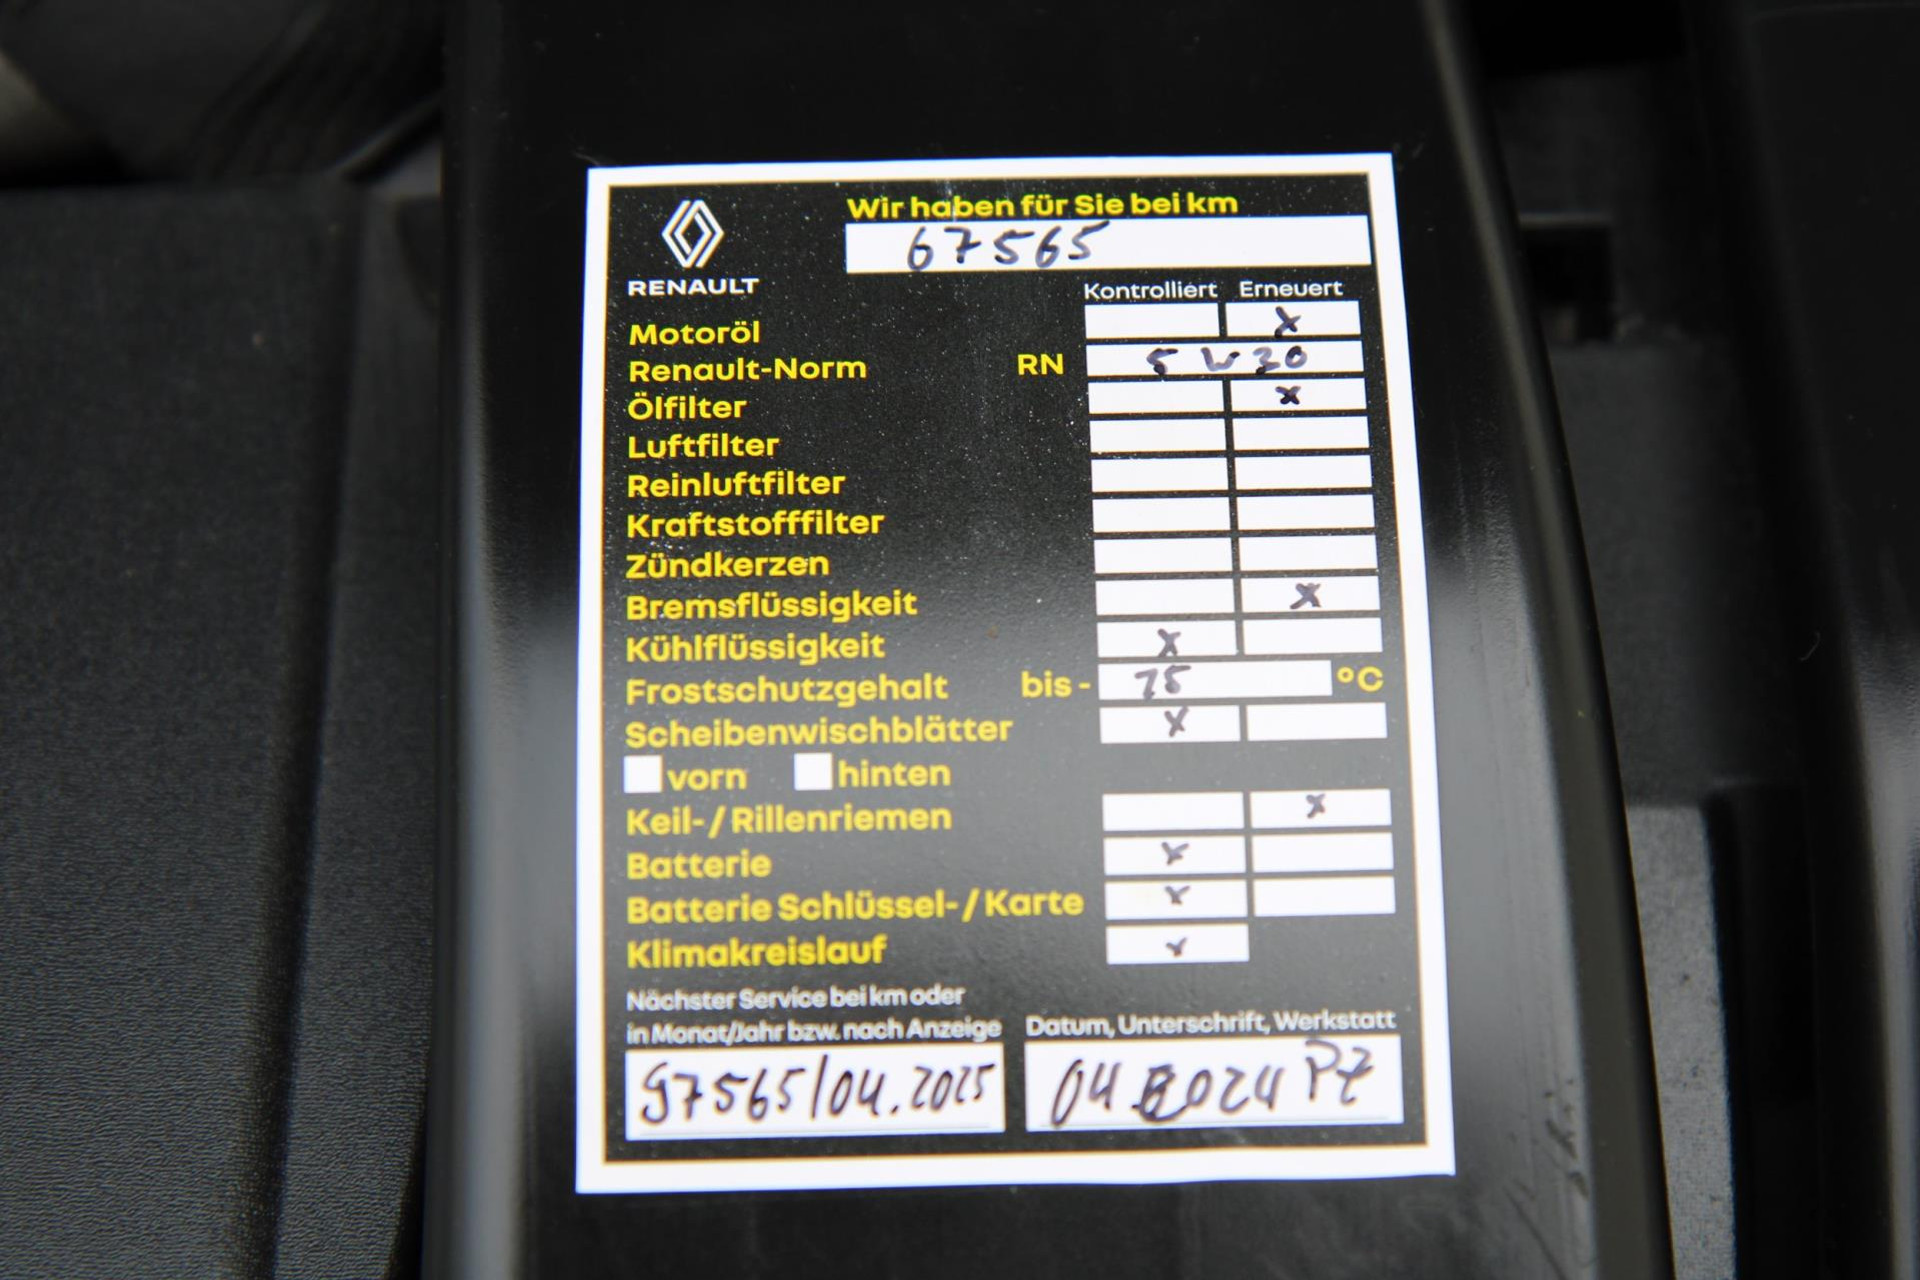 Wir haben für Sie bei km
67565
RENAULT
Kontrolliert Erneuert
Motoröl x
Renault-Norm RN 5 W 30
Ölfilter x
Luftfilter
Reinluftfilter
Kraftstofffilter
Zündkerzen
Bremsflüssigkeit x
Kühlflüssigkeit x
Frostschutzgehalt bis - °C
Scheibenwischblätter x
vorn hinten
Keil- / Rillenriemen x
Batterie x
Batterie Schlüssel- / Karte x
Klimakreislauf x
Nächster Service bei km oder
in Monat/Jahr bzw. nach Anzeige
97565/04.2025
Datum, Unterschrift, Werkstatt
04.2024